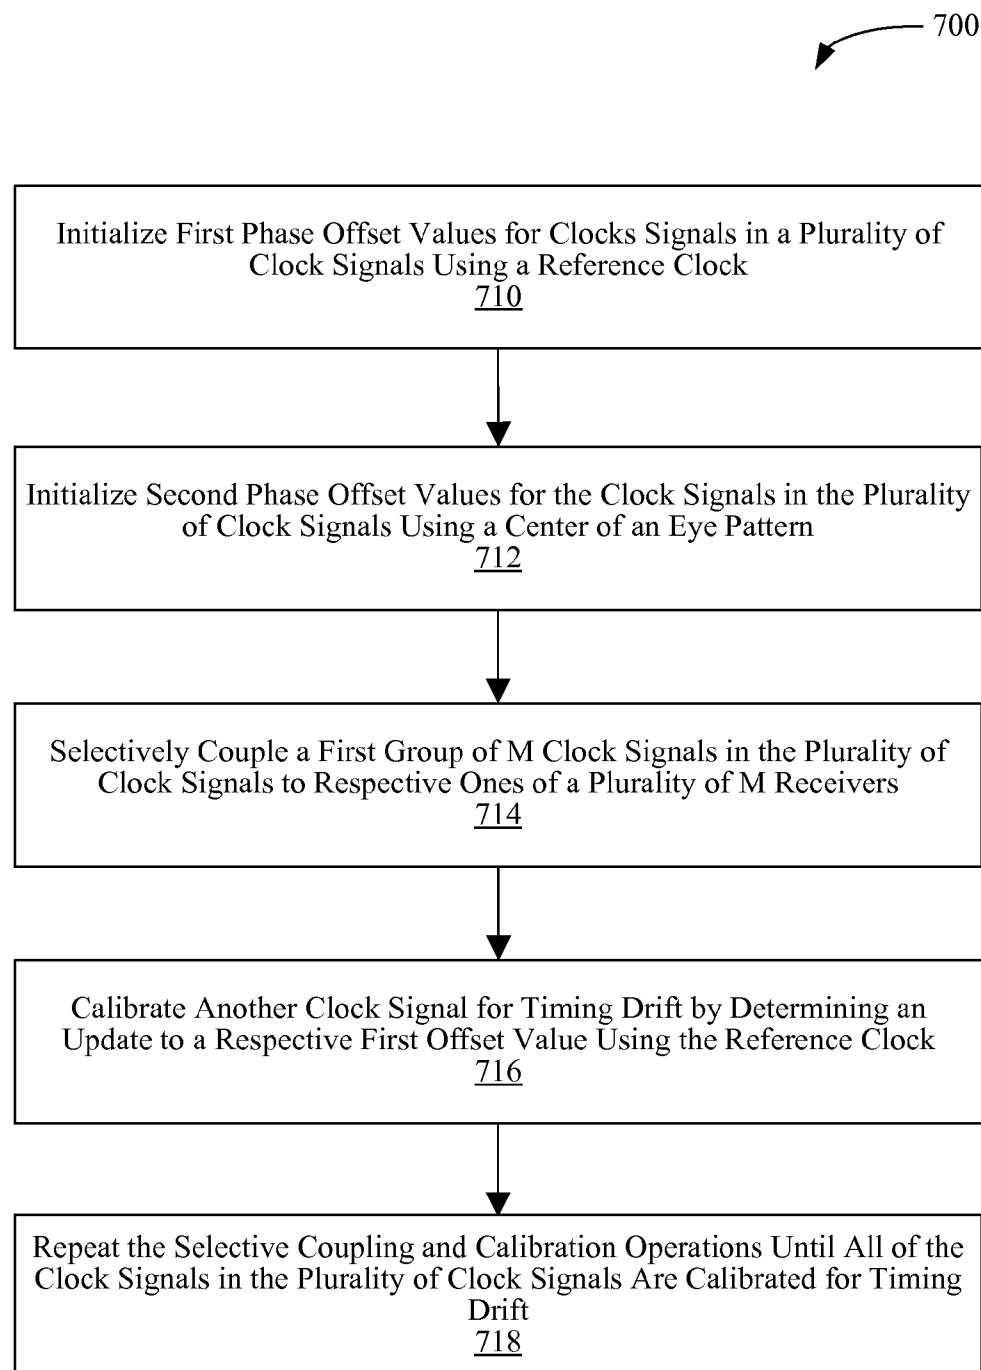 700
Initialize First Phase Offset Values for Clocks Signals in a Plurality of
Clock Signals Using a Reference Clock
710
Initialize Second Phase Offset Values for the Clock Signals in the Plurality
of Clock Signals Using a Center of an Eye Pattern
712
Selectively Couple a First Group of M Clock Signals in the Plurality of
Clock Signals to Respective Ones of a Plurality of M Receivers
714
Calibrate Another Clock Signal for Timing Drift by Determining an
Update to a Respective First Offset Value Using the Reference Clock
716
Repeat the Selective Coupling and Calibration Operations Until All of the
Clock Signals in the Plurality of Clock Signals Are Calibrated for Timing
Drift
718